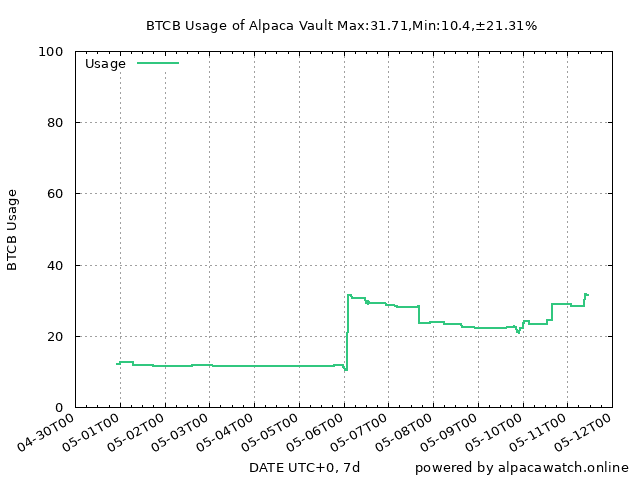 BTCB Usage of Alpaca Vault Max:31.71,Min:10.4,±21.31%
Usage
BTCB Usage
100
80
60
40
20
0
04-30T00
05-01T00
05-02T00
05-03T00
05-04T00
05-05T00
05-06T00
05-07T00
05-08T00
05-09T00
05-10T00
05-11T00
05-12T00
DATE UTC+0, 7d
powered by alpacawatch.online